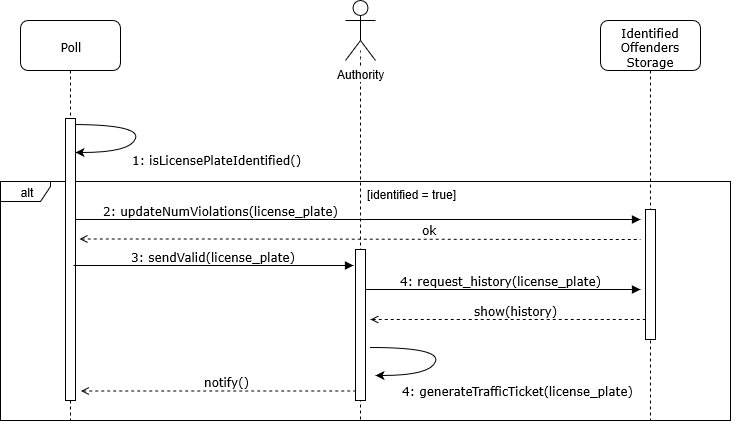 Poll
Authority
Identified
Offenders
Storage
1: isLicensePlateIdentified()
alt
[identified = true]
2: updateNumViolations(license_plate)
ok
3: sendValid(license_plate)
4: request_history(license_plate)
show(history)
notify()
4: generateTrafficTicket(license_plate)